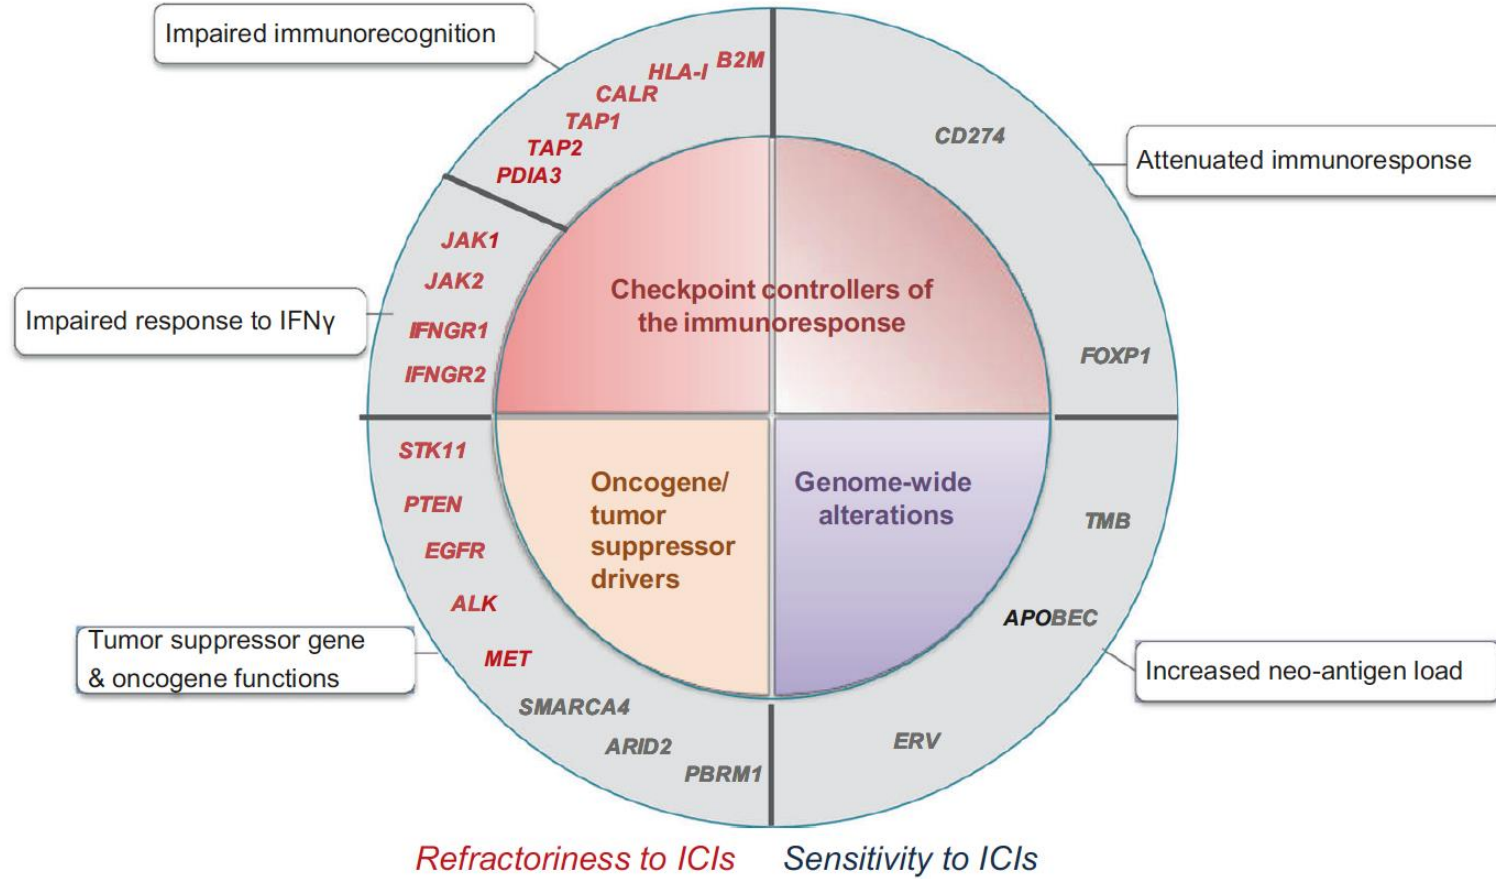 Impaired immunorecognition
B2M
HLA-I
CALR
TAP1
TAP2
PDIA3
CD274
Attenuated immunoresponse
JAK1
JAK2
IFNGR1
IFNGR2
Impaired response to IFNγ
Checkpoint controllers of
the immunoresponse
FOXP1
STK11
PTEN
EGFR
ALK
MET
SMARCA4
ARID2
PBRM1
Oncogene/
tumor
suppressor
drivers
Genome-wide
alterations
TMB
APOBEC
ERV
Tumor suppressor gene
& oncogene functions
Increased neo-antigen load
Refractoriness to ICIs
Sensitivity to ICIs